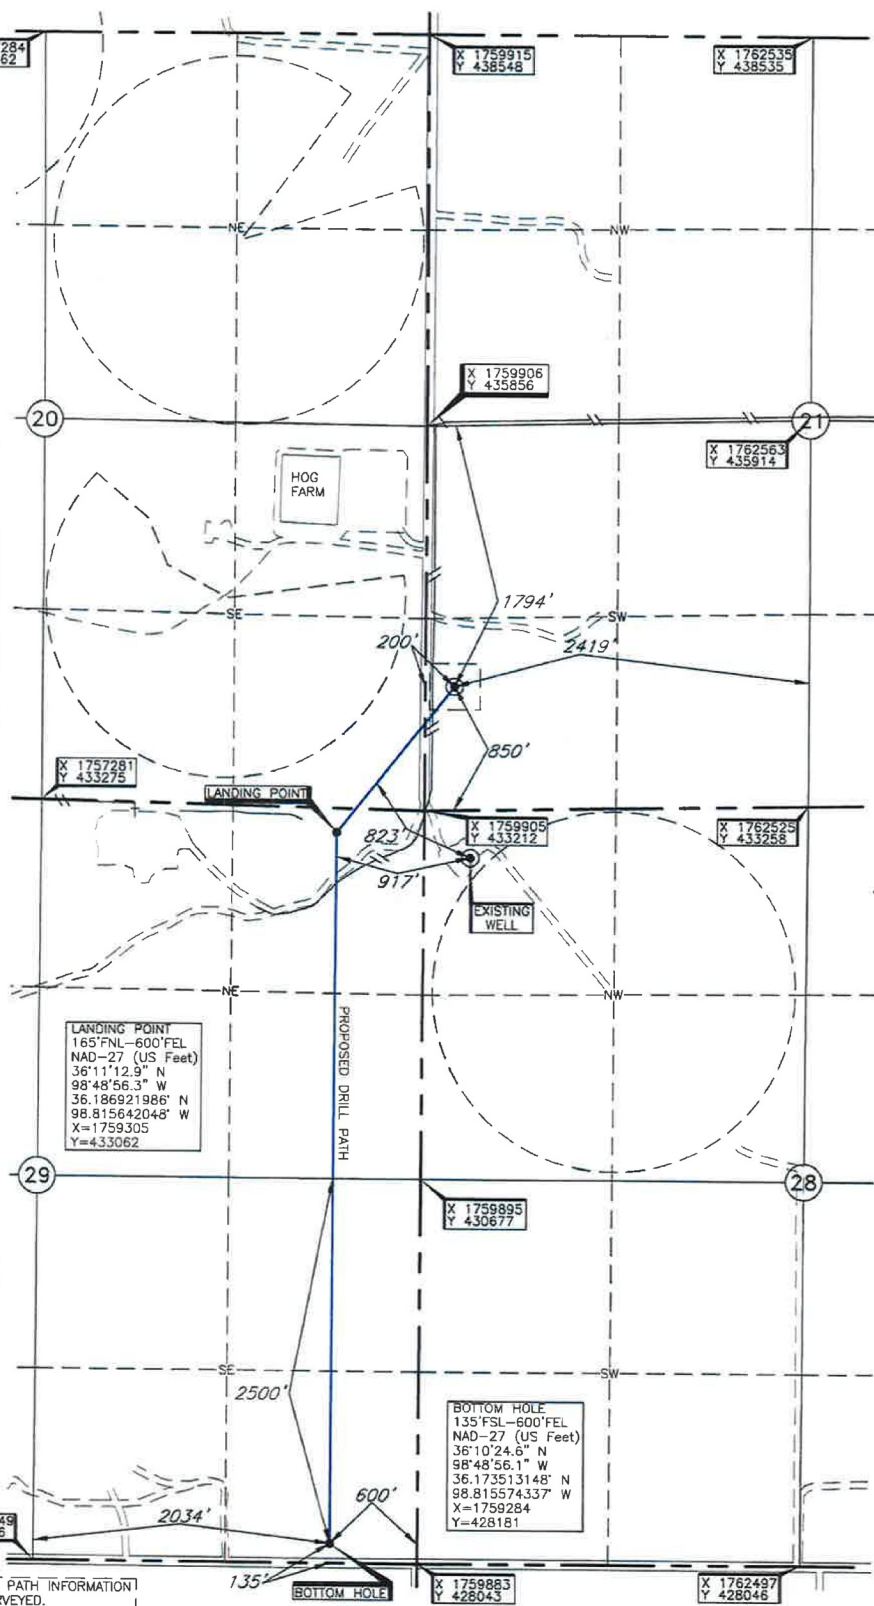 284
62
X 1759915
Y 438548
X 1762535
Y 438535
NE
NW
X 1759906
Y 435856
20
21
X 1762563
Y 435914
HOG
FARM
1794'
SE
SW
200'
2419'
850'
X 1757281
Y 433275
LANDING POINT
823'
X 1759905
Y 433212
X 1762525
Y 433258
917'
EXISTING
WELL
NE
NW
LANDING POINT
165'FNL-600'FEL
NAD-27 (US Feet)
36°11'12.9" N
98°48'56.3" W
36.186921986° N
98.815642048° W
X=1759305
Y=433062
PROPOSED DRILL PATH
29
28
X 1759895
Y 430677
SE
SW
2500'
BOTTOM HOLE
135'FSL-600'FEL
NAD-27 (US Feet)
36°10'24.6" N
98°48'56.1" W
36.173513148° N
98.815574337° W
X=1759284
Y=428181
600'
2034'
49
6
135'
BOTTOM HOLE
X 1759883
Y 428043
X 1762497
Y 428046
PATH INFORMATION
RVEYED.